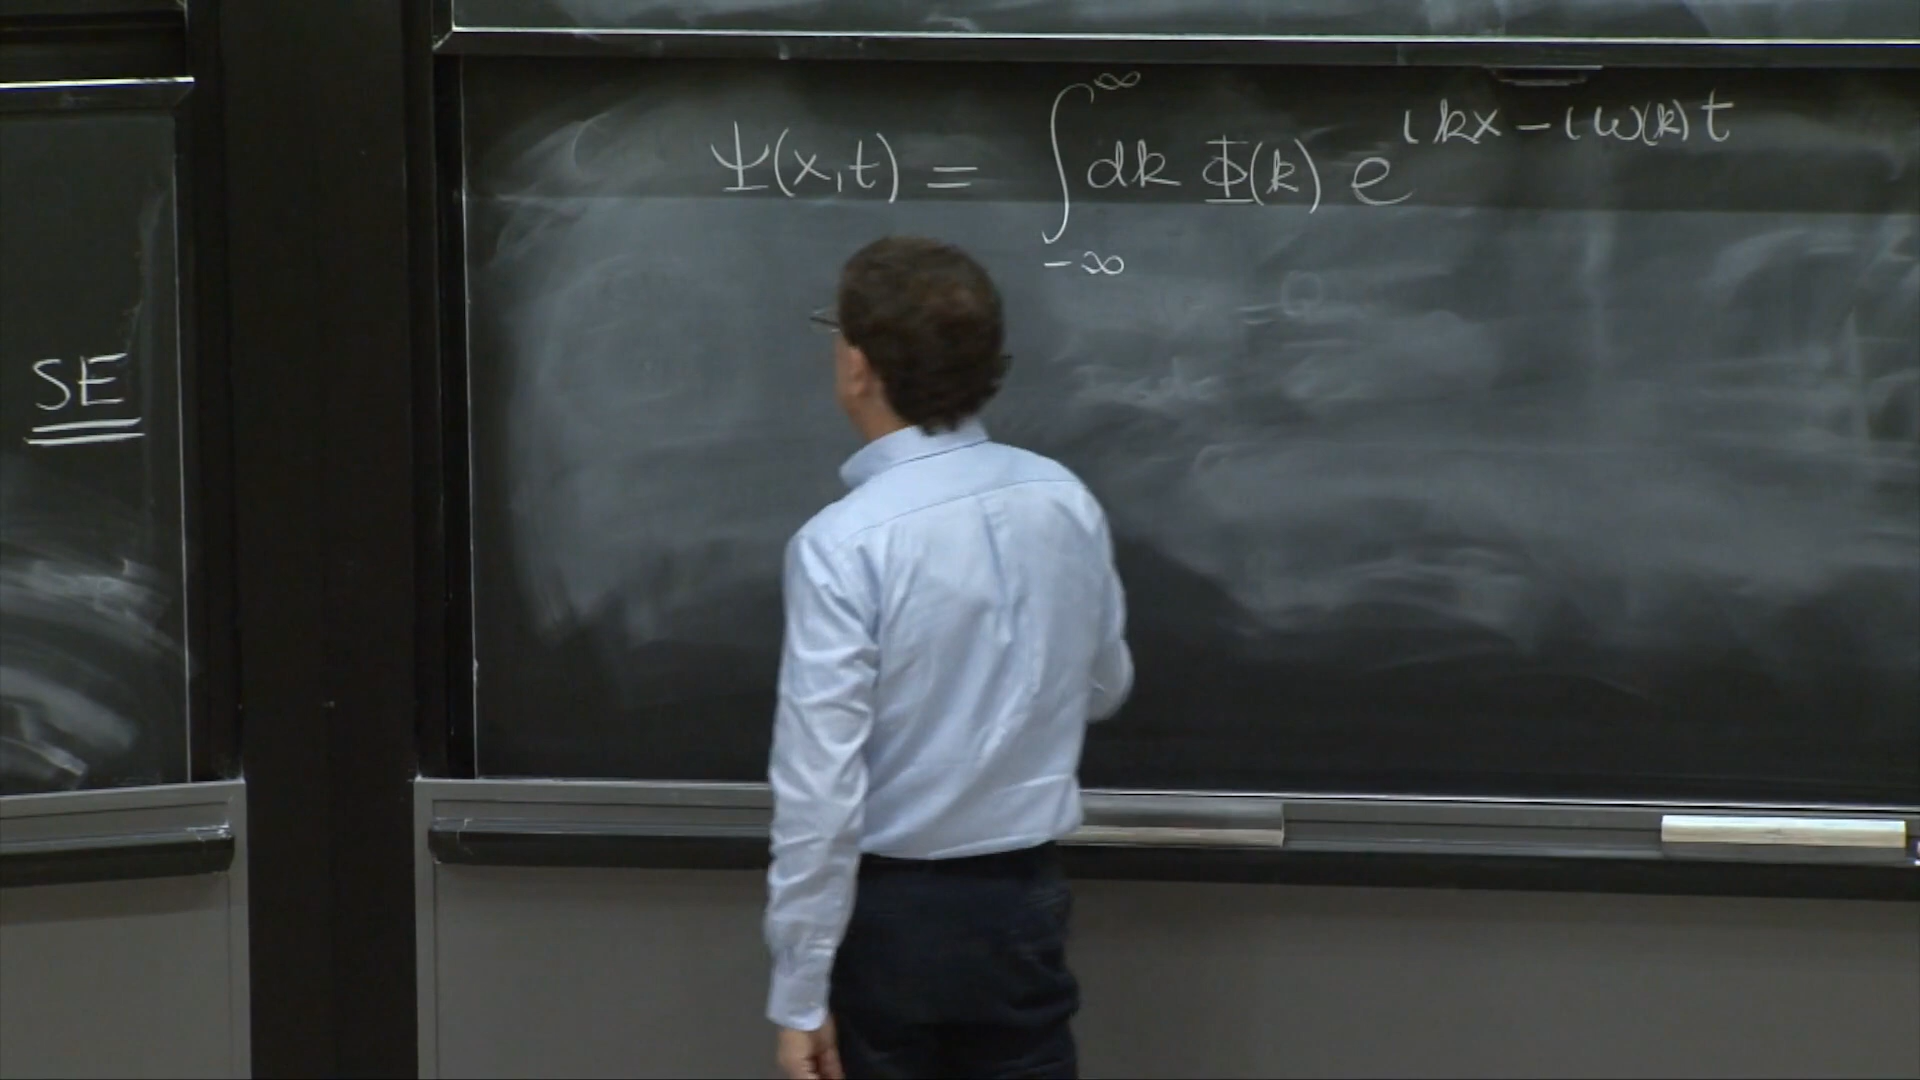 SE
Ψ(x,t) = ∫_{-∞}^{∞} dk Φ(k) e^{ikx - iω(k)t}